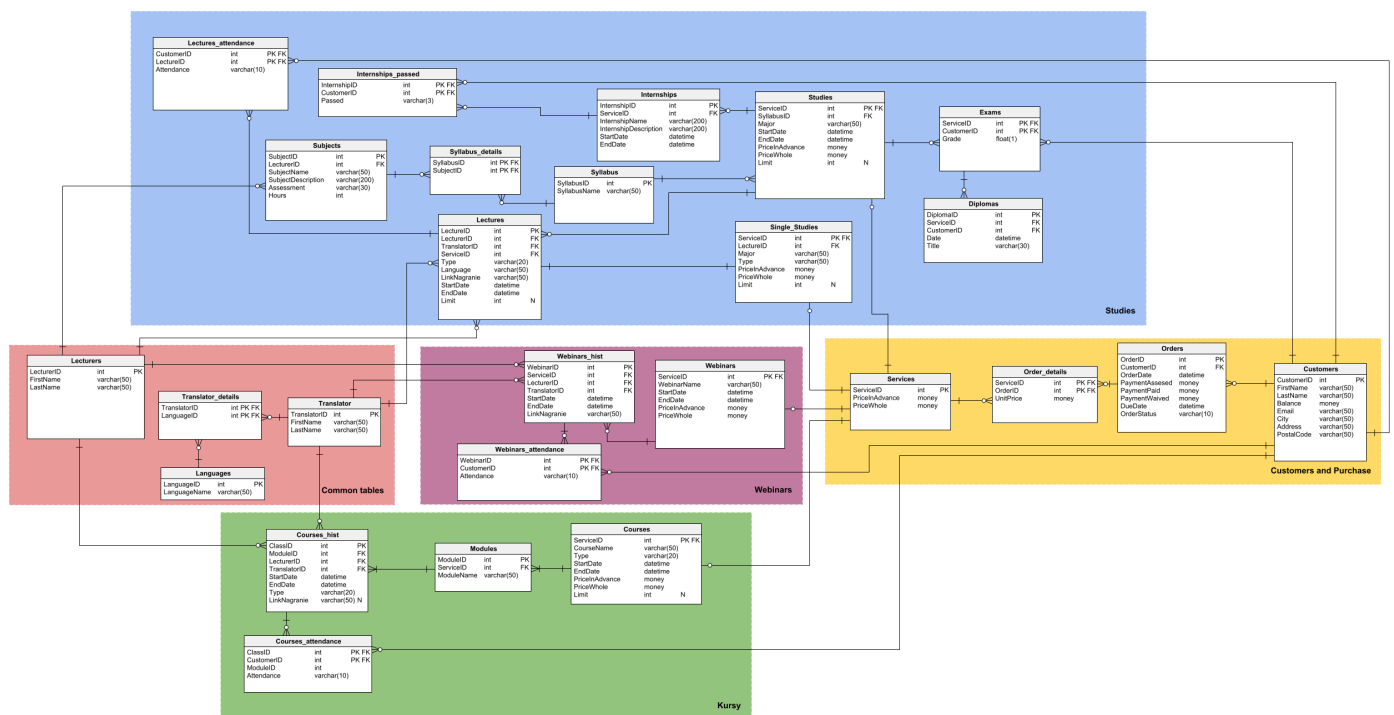 Lectures_attendance
CustomerID int PK FK
LectureID int PK FK
Attendance varchar(10)
Internships_passed
InternshipID int PK FK
CustomerID int PK FK
Passed varchar(3)
Internships
InternshipID int PK
ServiceID int FK
InternshipName varchar(200)
InternshipDescription varchar(200)
StartDate datetime
EndDate datetime
Studies
ServiceID int PK FK
SyllabusID int FK
Major varchar(50)
StartDate datetime
EndDate datetime
PriceInAdvance money
PriceWhole money
Limit int N
Exams
ServiceID int PK FK
CustomerID int PK FK
Grade float(1)
Subjects
SubjectID int PK
LecturerID int FK
SubjectName varchar(50)
SubjectDescription varchar(200)
Assessment varchar(30)
Hours int
Syllabus_details
SyllabusID int PK FK
SubjectID int PK FK
Syllabus
SyllabusID int PK
SyllabusName varchar(50)
Diplomas
DiplomaID int PK
ServiceID int FK
CustomerID int FK
Date datetime
Title varchar(30)
Lectures
LectureID int PK
LecturerID int FK
TranslatorID int FK
ServiceID int FK
Type varchar(20)
Language varchar(50)
LinkNagranie varchar(50)
StartDate datetime
EndDate datetime
Limit int N
Single_Studies
ServiceID int PK FK
LectureID int FK
Major varchar(50)
Type varchar(50)
PriceInAdvance money
PriceWhole money
Limit int N
Studies
Lecturers
LecturerID int PK
FirstName varchar(50)
LastName varchar(50)
Translator_details
TranslatorID int PK FK
LanguageID int PK FK
Translator
TranslatorID int PK
FirstName varchar(50)
LastName varchar(50)
Languages
LanguageID int PK
LanguageName varchar(50)
Common tables
Webinars_hist
WebinarID int PK
ServiceID int FK
LecturerID int FK
TranslatorID int FK
StartDate datetime
EndDate datetime
LinkNagranie varchar(50)
Webinars
ServiceID int PK FK
WebinarName varchar(50)
StartDate datetime
EndDate datetime
PriceInAdvance money
PriceWhole money
Webinars_attendance
WebinarID int PK FK
CustomerID int PK FK
Attendance varchar(10)
Webinars
Services
ServiceID int PK
PriceInAdvance money
PriceWhole money
Order_details
ServiceID int PK FK
OrderID int PK FK
UnitPrice money
Orders
OrderID int PK
CustomerID int FK
OrderDate datetime
PaymentAssesed money
PaymentPaid money
PaymentWaived money
DueDate datetime
OrderStatus varchar(10)
Customers
CustomerID int PK
FirstName varchar(50)
LastName varchar(50)
Balance money
Email varchar(50)
City varchar(50)
Address varchar(50)
PostalCode varchar(50)
Customers and Purchase
Courses_hist
ClassID int PK
ModuleID int FK
LecturerID int FK
TranslatorID int FK
StartDate datetime
EndDate datetime
Type varchar(20)
LinkNagranie varchar(50) N
Modules
ModuleID int PK
ServiceID int FK
ModuleName varchar(50)
Courses
ServiceID int PK FK
CourseName varchar(50)
Type varchar(20)
StartDate datetime
EndDate datetime
PriceInAdvance money
PriceWhole money
Limit int N
Courses_attendance
ClassID int PK FK
CustomerID int PK FK
ModuleID int
Attendance varchar(10)
Kursy